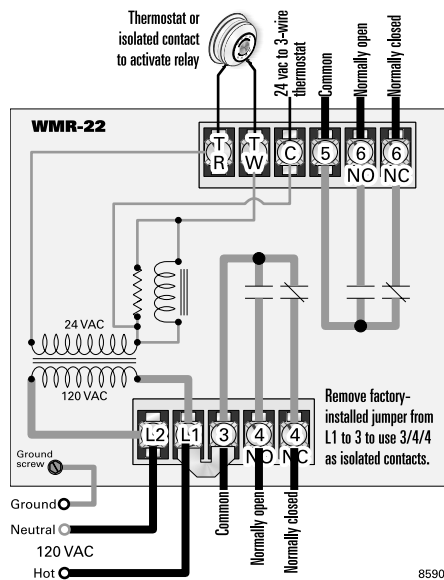 Thermostat or
isolated contact
to activate relay
24 vac to 3-wire
thermostat
Common
Normally open
Normally closed
WMR-22
T
R
T
W
C
5
6
NO
6
NC
24 VAC
120 VAC
Remove factory-
installed jumper from
L1 to 3 to use 3/4/4
as isolated contacts.
L2
L1
3
4
NO
4
NC
Ground
screw
Ground
Neutral
120 VAC
Hot
Common
Normally open
Normally closed
8590